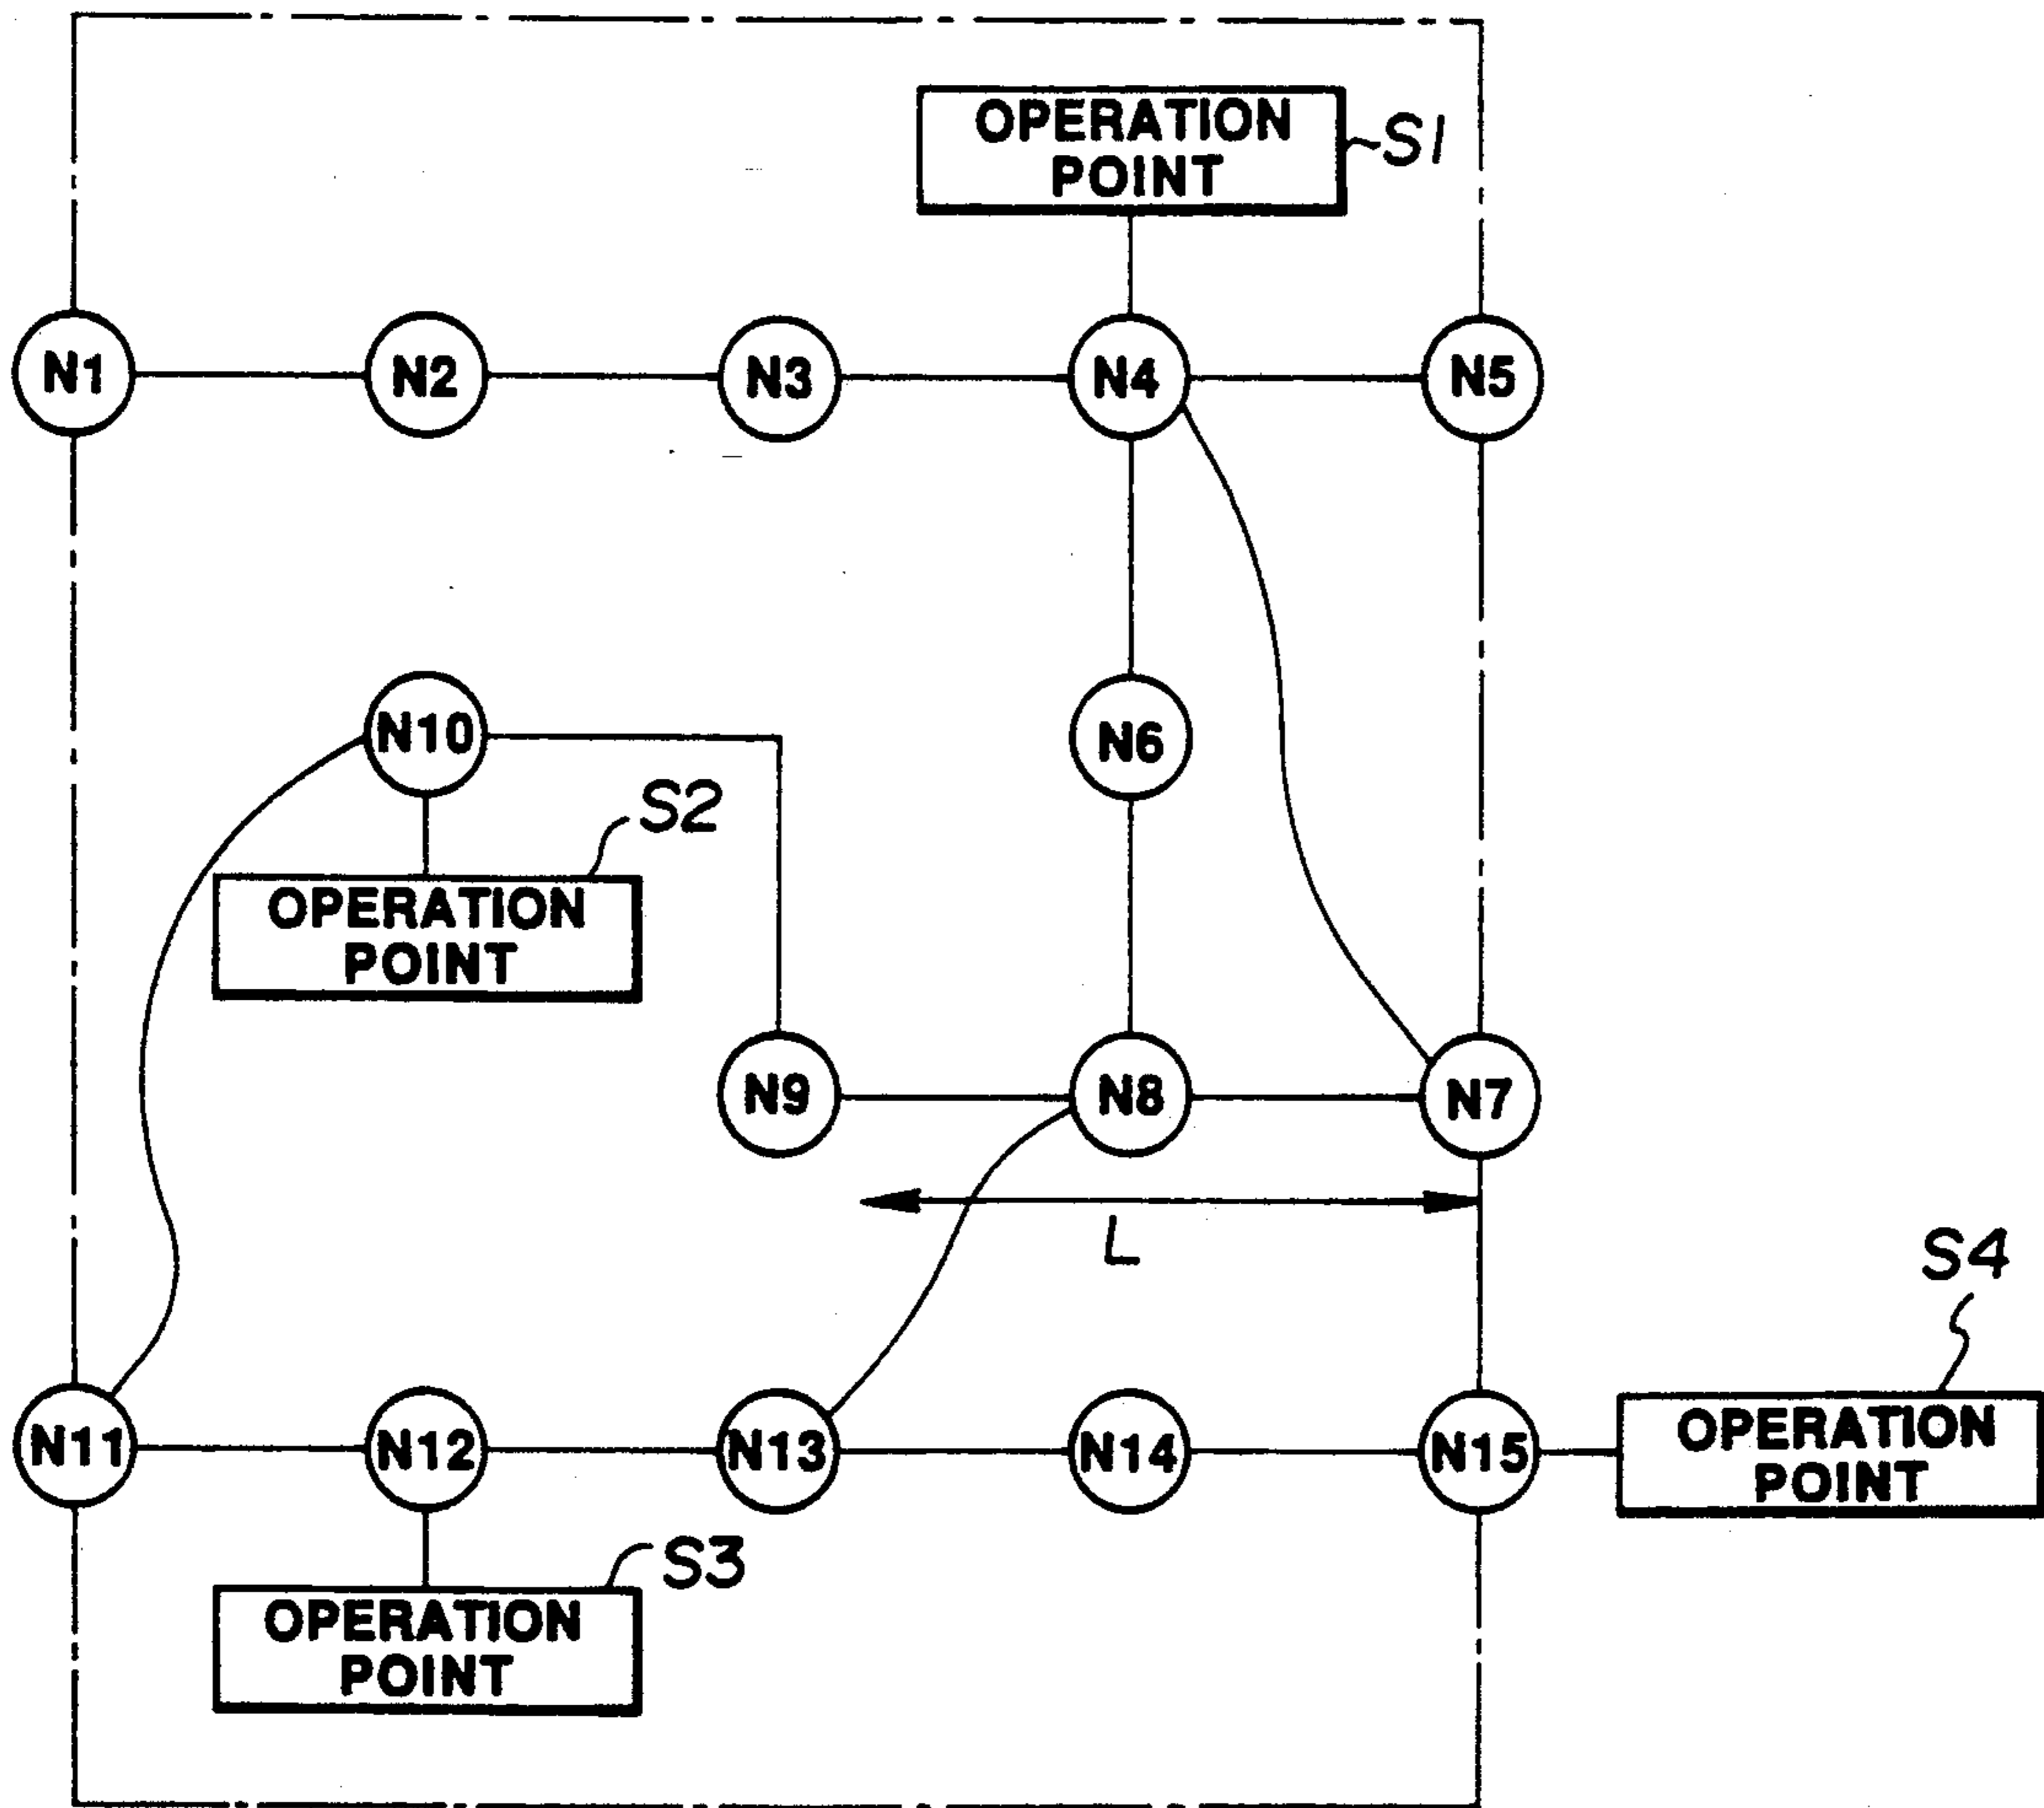 OPERATION
POINT
S1
N1
N2
N3
N4
N5
N10
N6
S2
OPERATION
POINT
N9
N8
N7
L
S4
N11
N12
N13
N14
N15
OPERATION
POINT
S3
OPERATION
POINT